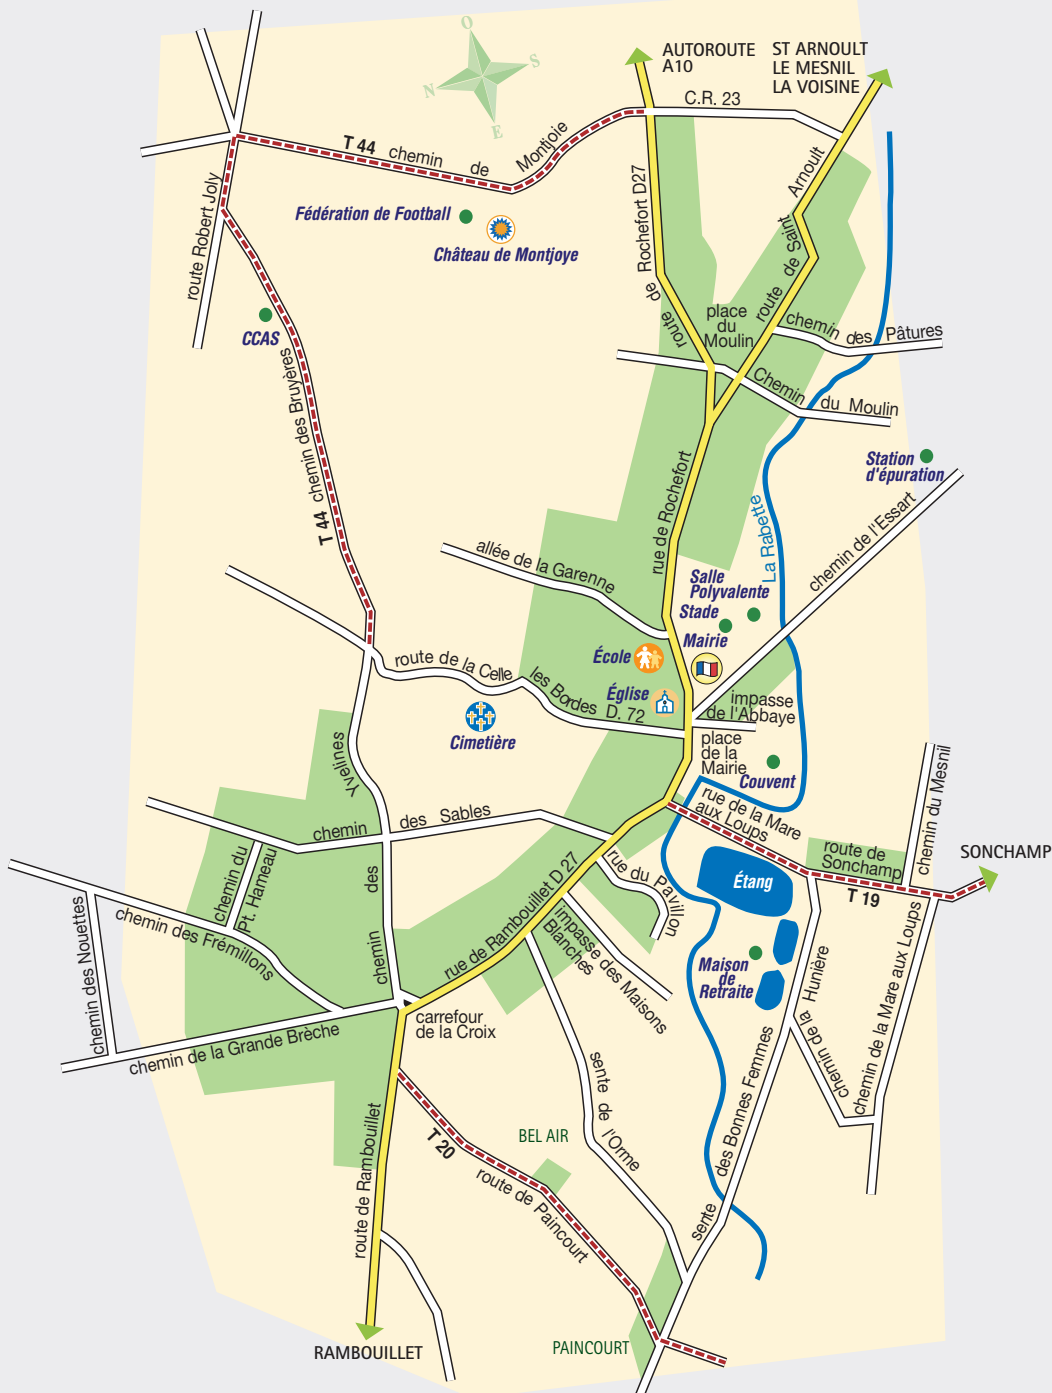 O
S
N
E
AUTOROUTE
A10
ST ARNOULT
LE MESNIL
LA VOISINE
C.R. 23
T 44 chemin de Montjoie
route Robert Joly
Fédération de Football
Château de Montjoye
CCAS
route de Rochefort D27
route de Saint Arnoult
place
du
Moulin
chemin des Pâtures
Chemin du Moulin
T 44 chemin des Bruyères
Station
d'épuration
rue de Rochefort
La Rabette
chemin de l'Essart
allée de la Garenne
Salle
Polyvalente
Stade
Mairie
École
Église
route de la Celle les Bordes D. 72
impasse
de l'Abbaye
Cimetière
place
de la
Mairie
Couvent
chemin des Yvelines
chemin des Sables
rue de la Mare
aux Loups
chemin du Mesnil
route de
Sonchamp
SONCHAMP
T 19
Étang
rue du Pavillon
chemin du
Pt. Hameau
rue de Rambouillet D 27
impasse des Maisons
Blanches
chemin des Nouettes
chemin des Frémillons
Maison
de
Retraite
carrefour
de la Croix
chemin de la Grande Brèche
chemin de la Hunière
chemin de la Mare aux Loups
sente des Bonnes Femmes
sente de l'Orme
BEL AIR
T 20
route de Paincourt
route de Rambouillet
RAMBOUILLET
PAINCOURT